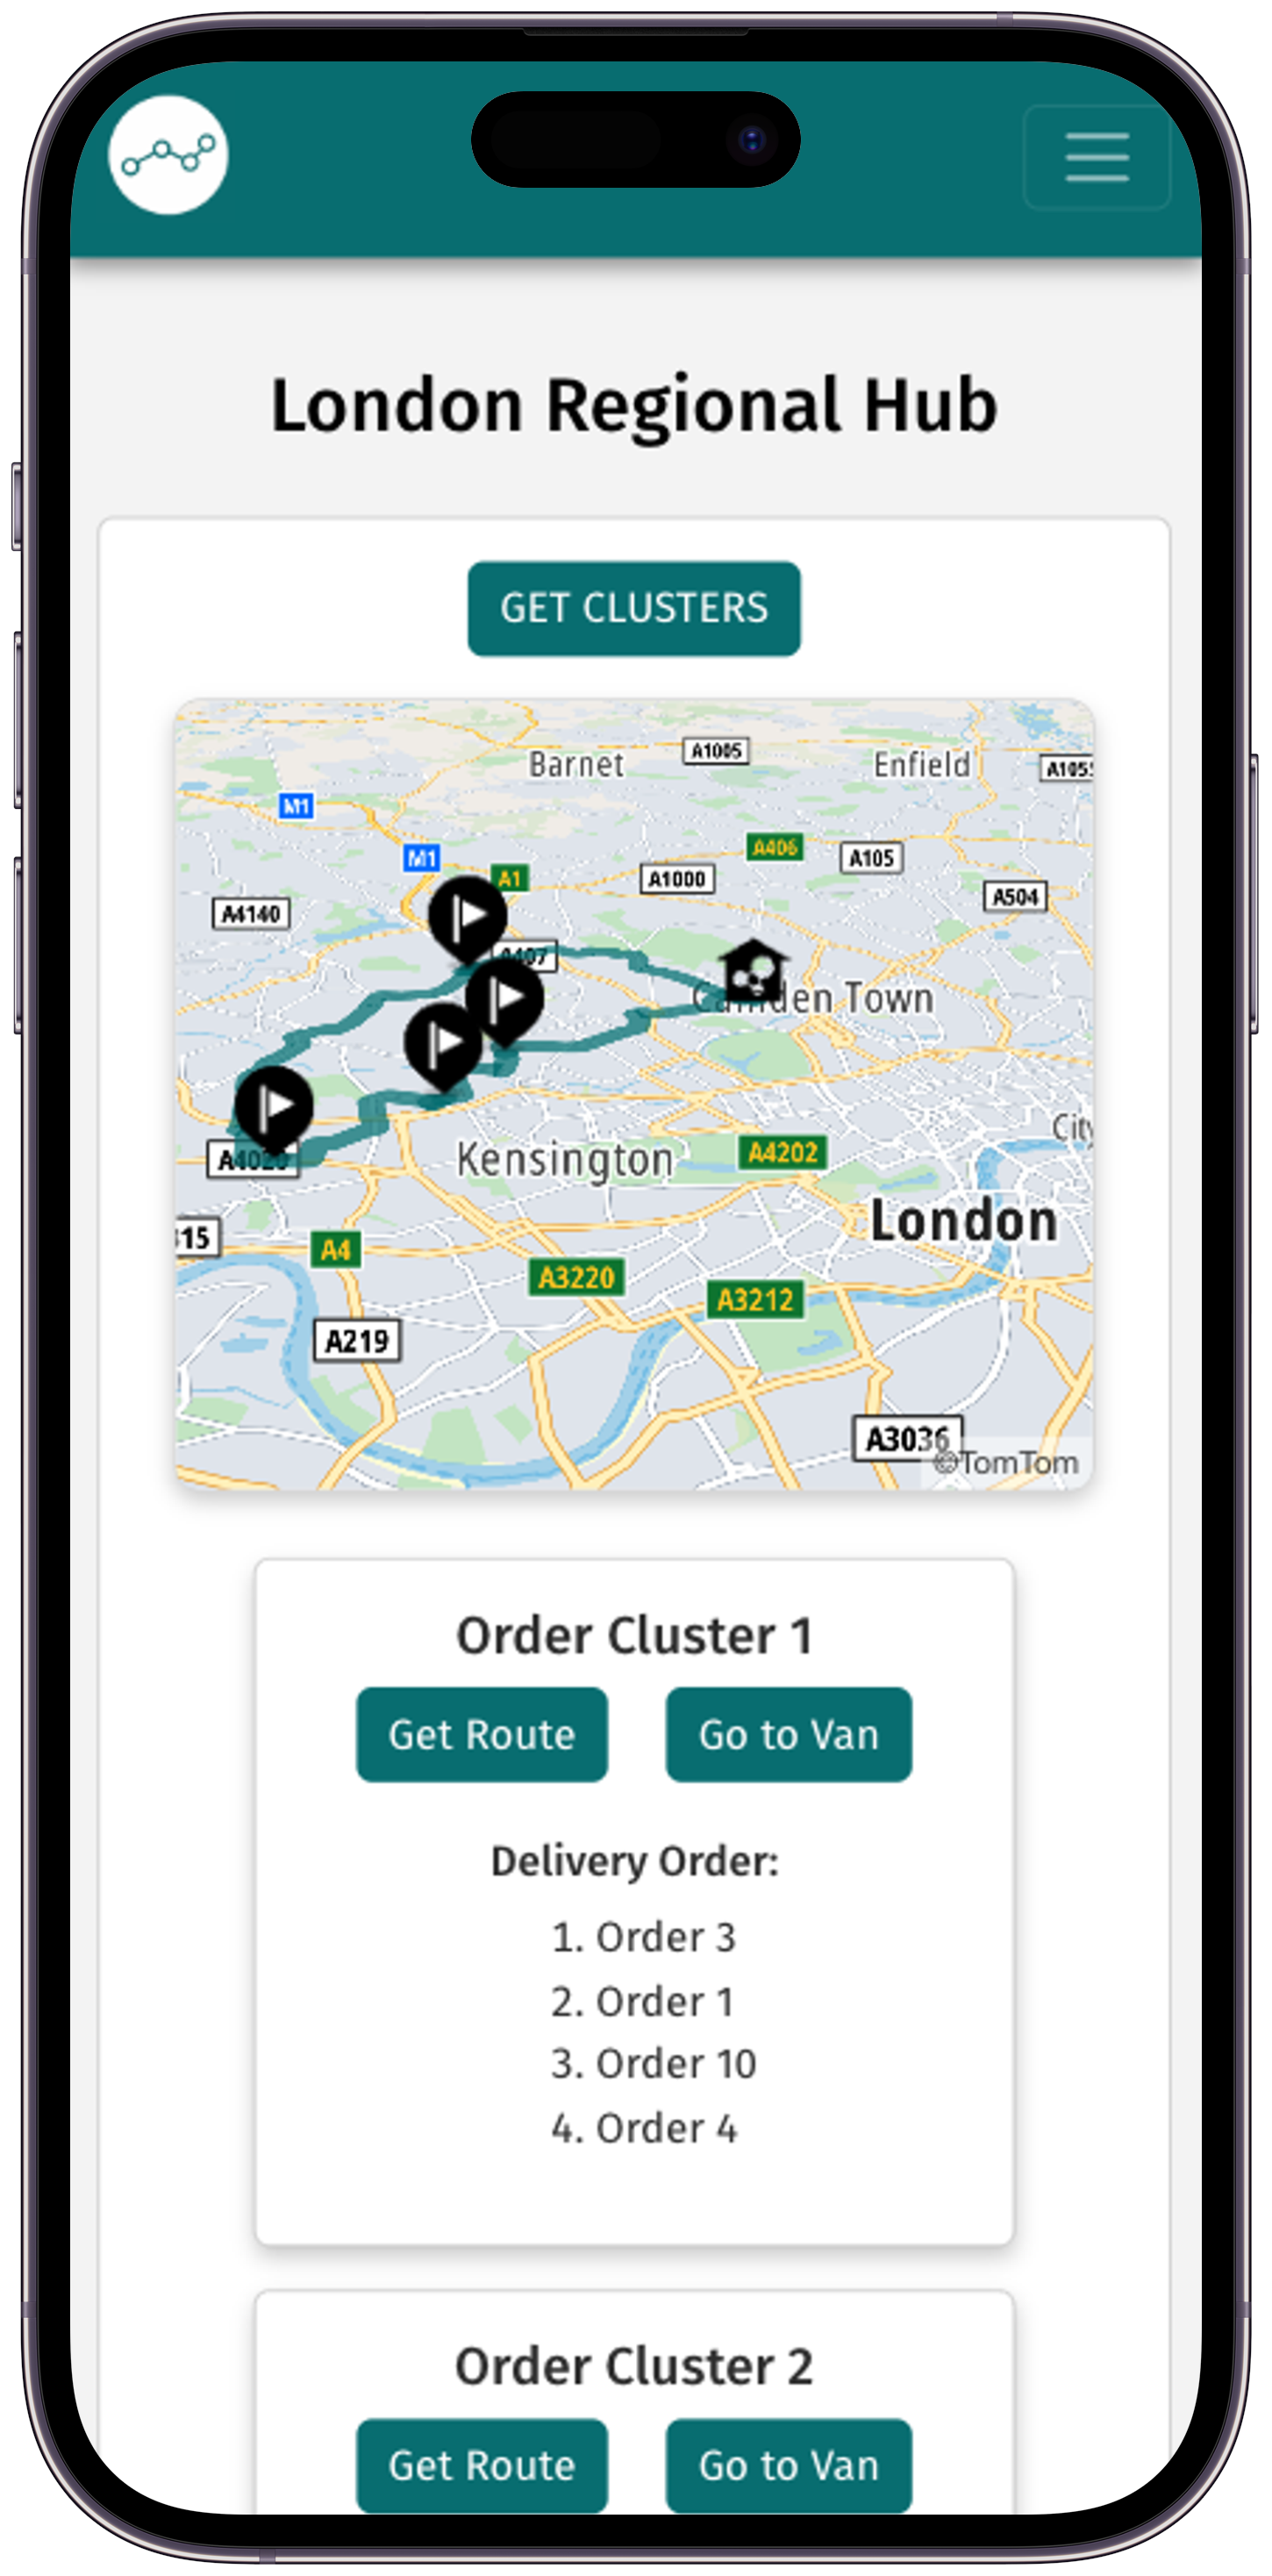 London Regional Hub
GET CLUSTERS
Barnet
A1005
Enfield
M1
M1
A1
A406
A105
A1000
A504
A4140
A407
Camden Town
Kensington
A4202
City
A4020
London
A4
A3220
A3212
A219
A3036
©TomTom
Order Cluster 1
Get Route
Go to Van
Delivery Order:
1. Order 3
2. Order 1
3. Order 10
4. Order 4
Order Cluster 2
Get Route
Go to Van